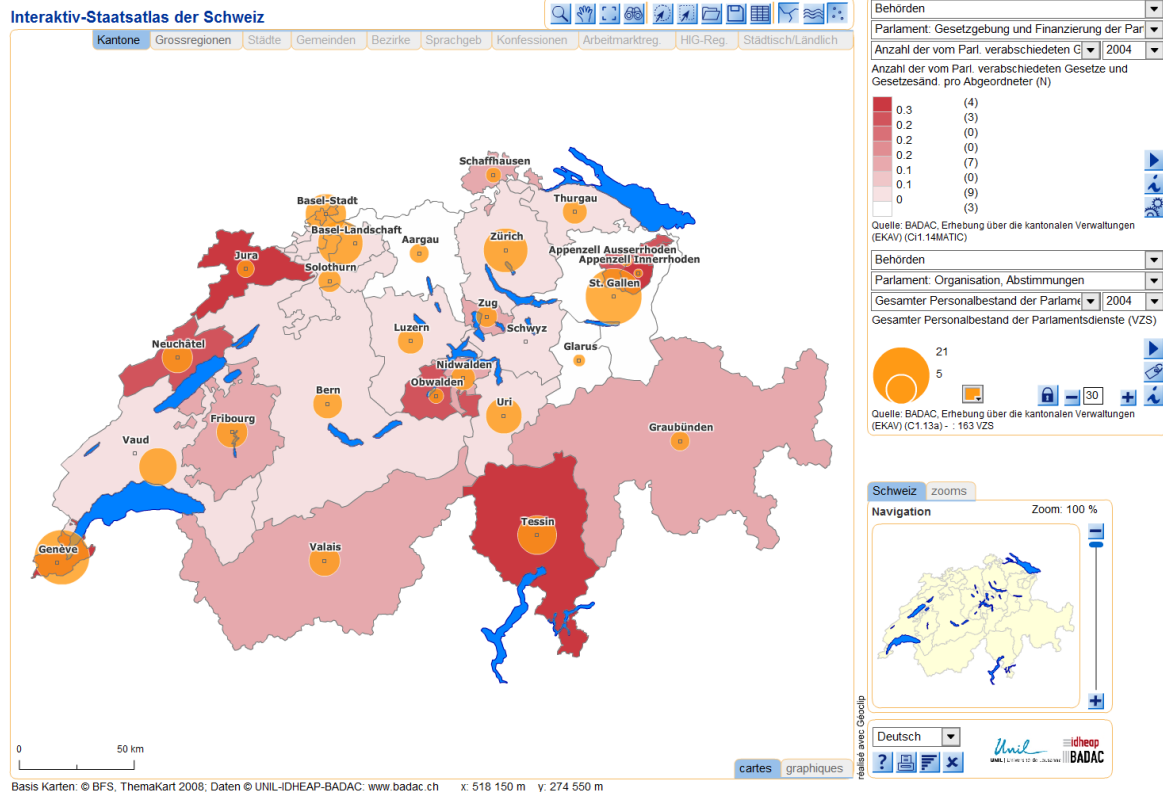 Interaktiv-Staatsatlas der Schweiz
Kantone Grossregionen Städte Gemeinden Bezirke Sprachgeb Konfessionen Arbeitmarktreg. HIG-Reg. Städtisch/Ländlich
Schaffhausen
Basel-Stadt
Thurgau
Basel-Landschaft
Zürich
Aargau
Appenzell Ausserrhoden
Jura
Appenzell Innerrhoden
Solothurn
St. Gallen
Zug
Luzern
Schwyz
Neuchâtel
Glarus
Nidwalden
Obwalden
Bern
Uri
Fribourg
Graubünden
Vaud
Tessin
Genève
Valais
0 50 km
cartes graphiques
Basis Karten: © BFS, ThemaKart 2008; Daten © UNIL-IDHEAP-BADAC: www.badac.ch x: 518 150 m y: 274 550 m
Behörden
Parlament: Gesetzgebung und Finanzierung der Par
Anzahl der vom Parl. verabschiedeten G 2004
Anzahl der vom Parl. verabschiedeten Gesetze und
Gesetzesänd. pro Abgeordneter (N)
(4)
0.3
(3)
0.2
(0)
0.2
(0)
0.2
(7)
0.1
(0)
0.1
(9)
0
(3)
Quelle: BADAC, Erhebung über die kantonalen Verwaltungen
(EKAV) (Ci1.14MATIC)
Behörden
Parlament: Organisation, Abstimmungen
Gesamter Personalbestand der Parlame 2004
Gesamter Personalbestand der Parlamentsdienste (VZS)
21
5
30
Quelle: BADAC, Erhebung über die kantonalen Verwaltungen
(EKAV) (C1.13a) - : 163 VZS
Schweiz zooms
Navigation Zoom: 100 %
réalisé avec Géoclip
Deutsch
Unil
idheap
BADAC